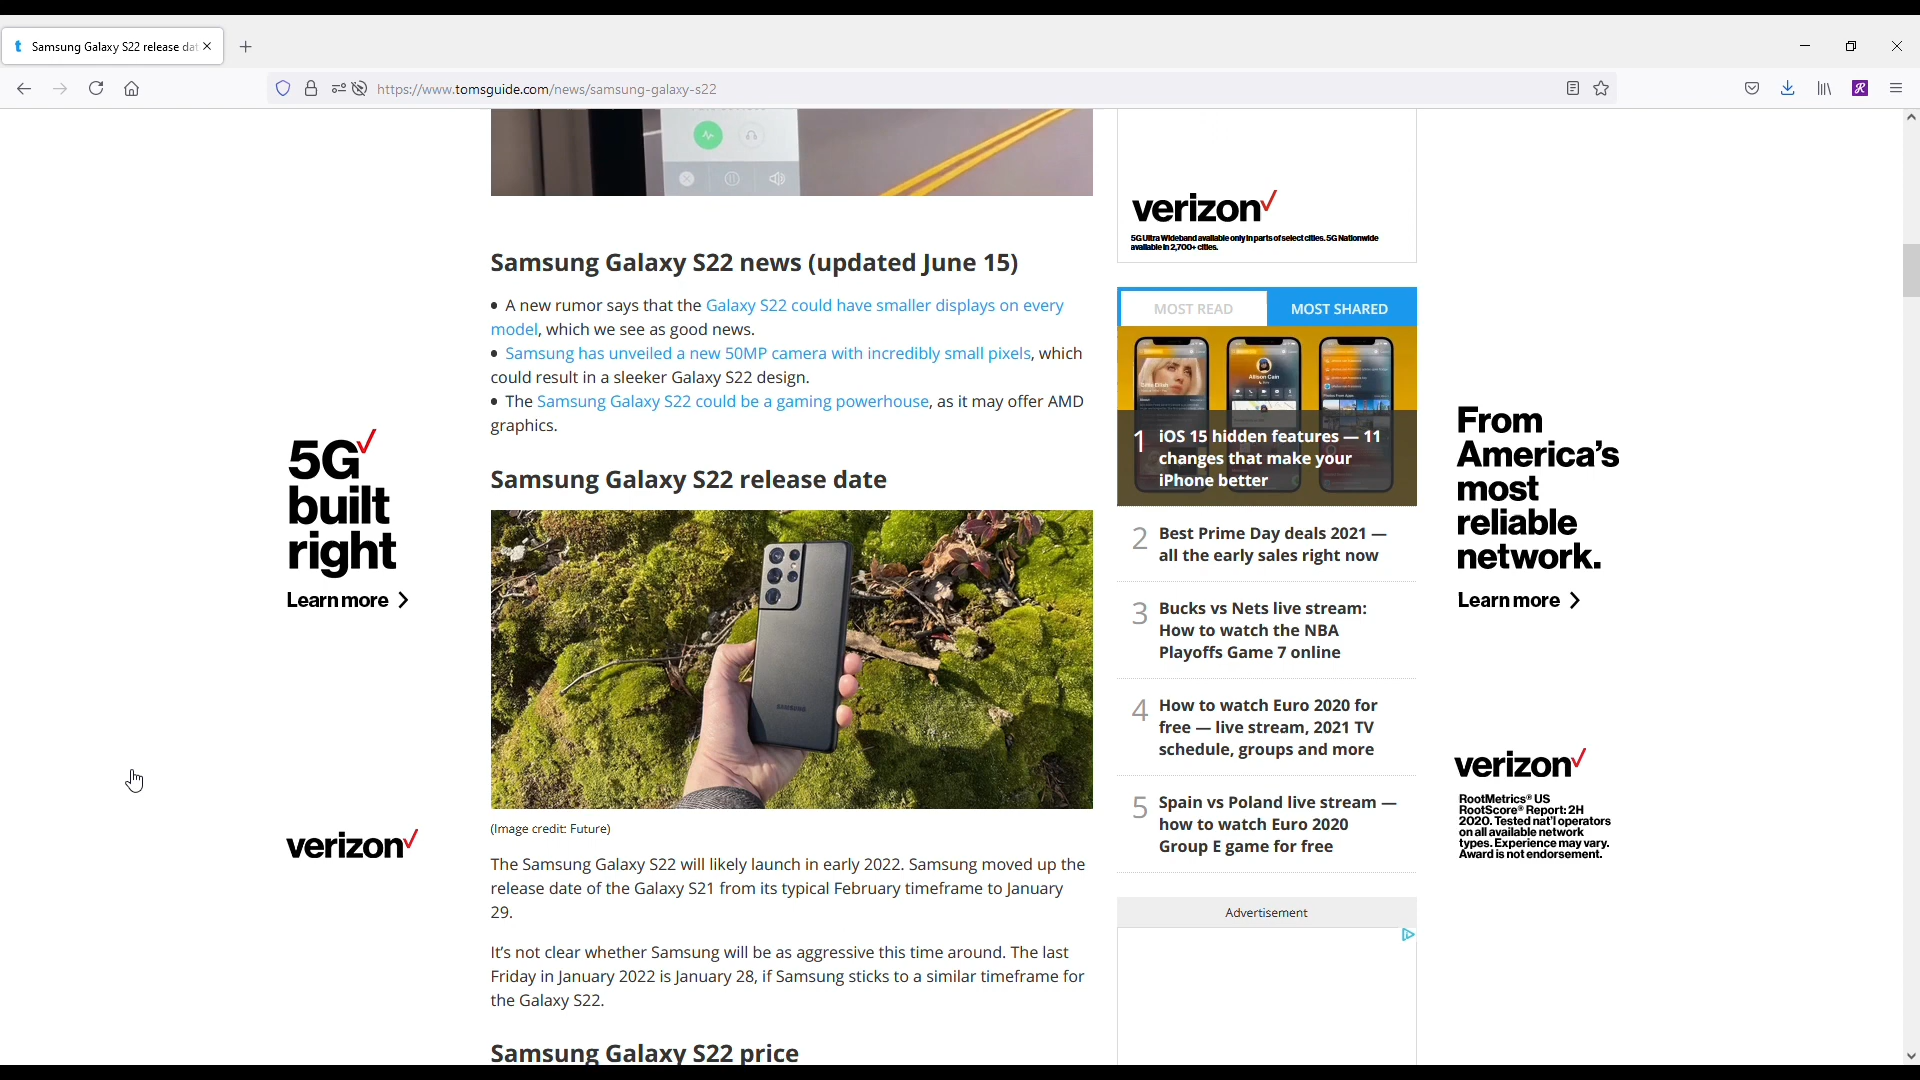 Samsung Galaxy S22 release dat
https://www.tomsguide.com/news/samsung-galaxy-s22
verizon
5G Ultra Wideband available only in parts of select cities. 5G Nationwide
available in 2,700+ cities.
Samsung Galaxy S22 news (updated June 15)
• A new rumor says that the Galaxy S22 could have smaller displays on every
model, which we see as good news.
• Samsung has unveiled a new 50MP camera with incredibly small pixels, which
could result in a sleeker Galaxy S22 design.
• The Samsung Galaxy S22 could be a gaming powerhouse, as it may offer AMD
graphics.
Samsung Galaxy S22 release date
SAMSUNG
(Image credit: Future)
The Samsung Galaxy S22 will likely launch in early 2022. Samsung moved up the
release date of the Galaxy S21 from its typical February timeframe to January
29.
It's not clear whether Samsung will be as aggressive this time around. The last
Friday in January 2022 is January 28, if Samsung sticks to a similar timeframe for
the Galaxy S22.
Samsung Galaxy S22 price
MOST READ
MOST SHARED
Allison Cain
1
iOS 15 hidden features — 11
changes that make your
iPhone better
2
Best Prime Day deals 2021 —
all the early sales right now
3
Bucks vs Nets live stream:
How to watch the NBA
Playoffs Game 7 online
4
How to watch Euro 2020 for
free — live stream, 2021 TV
schedule, groups and more
5
Spain vs Poland live stream —
how to watch Euro 2020
Group E game for free
Advertisement
5G
built
right
Learn more
verizon
From
America's
most
reliable
network.
Learn more
verizon
RootMetrics® US
RootScore® Report: 2H
2020. Tested nat'l operators
on all available network
types. Experience may vary.
Award is not endorsement.